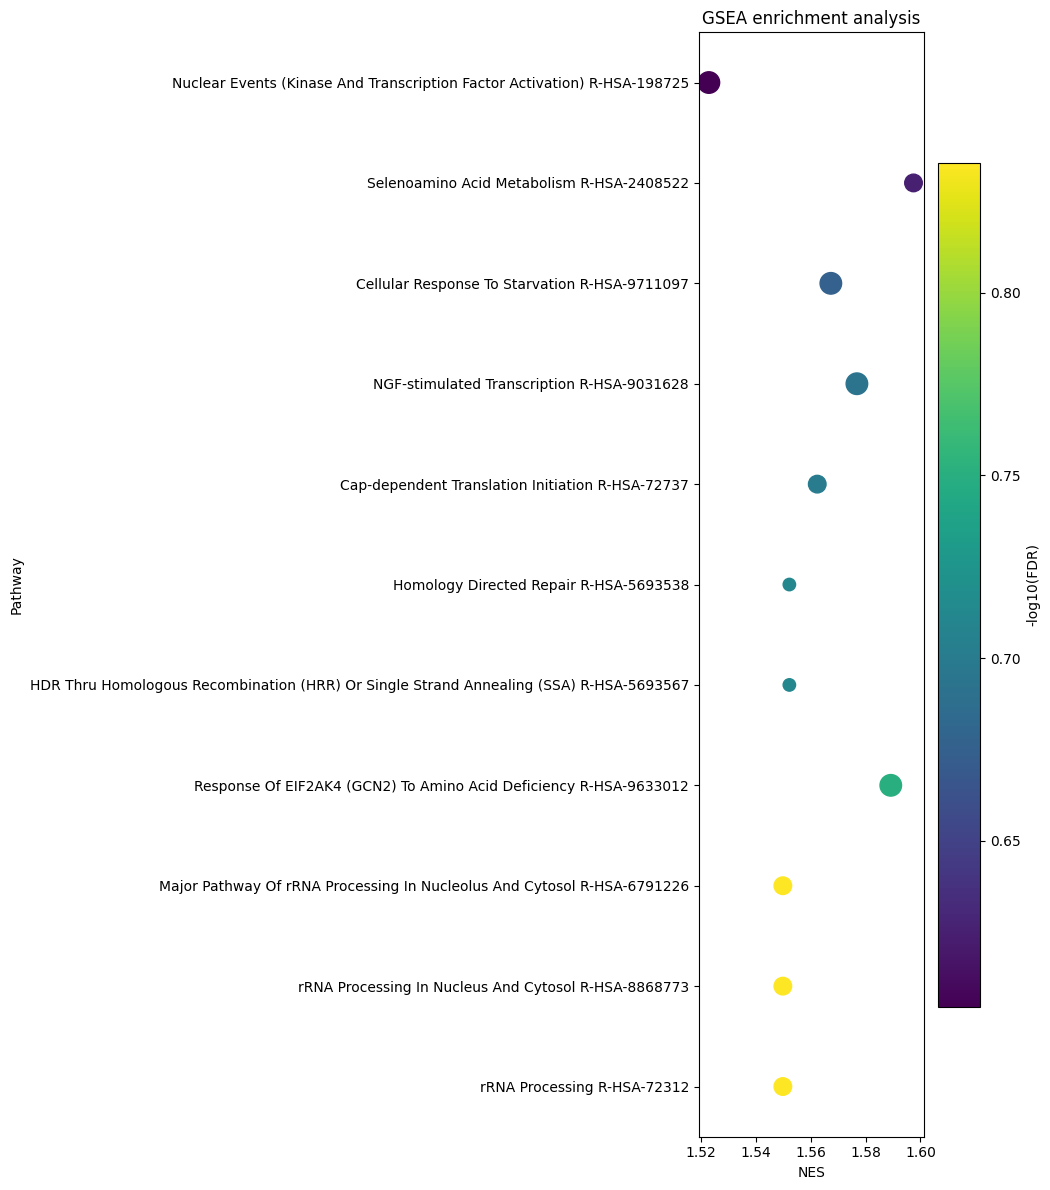 GSEA enrichment analysis
Nuclear Events (Kinase And Transcription Factor Activation) R-HSA-198725
Selenoamino Acid Metabolism R-HSA-2408522
Cellular Response To Starvation R-HSA-9711097
NGF-stimulated Transcription R-HSA-9031628
Cap-dependent Translation Initiation R-HSA-72737
Homology Directed Repair R-HSA-5693538
HDR Thru Homologous Recombination (HRR) Or Single Strand Annealing (SSA) R-HSA-5693567
Response Of EIF2AK4 (GCN2) To Amino Acid Deficiency R-HSA-9633012
Major Pathway Of rRNA Processing In Nucleolus And Cytosol R-HSA-6791226
rRNA Processing In Nucleus And Cytosol R-HSA-8868773
rRNA Processing R-HSA-72312
Pathway
1.52 1.54 1.56 1.58 1.60
NES
0.80
0.75
0.70
0.65
-log10(FDR)